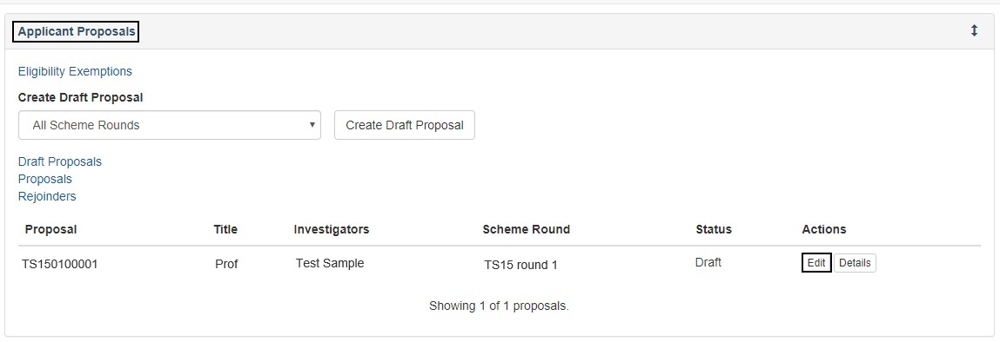 Applicant Proposals
Eligibility Exemptions
Create Draft Proposal
All Scheme Rounds Create Draft Proposal
Draft Proposals
Proposals
Rejoinders
Proposal Title Investigators Scheme Round Status Actions
TS150100001 Prof Test Sample TS15 round 1 Draft Edit Details
Showing 1 of 1 proposals.